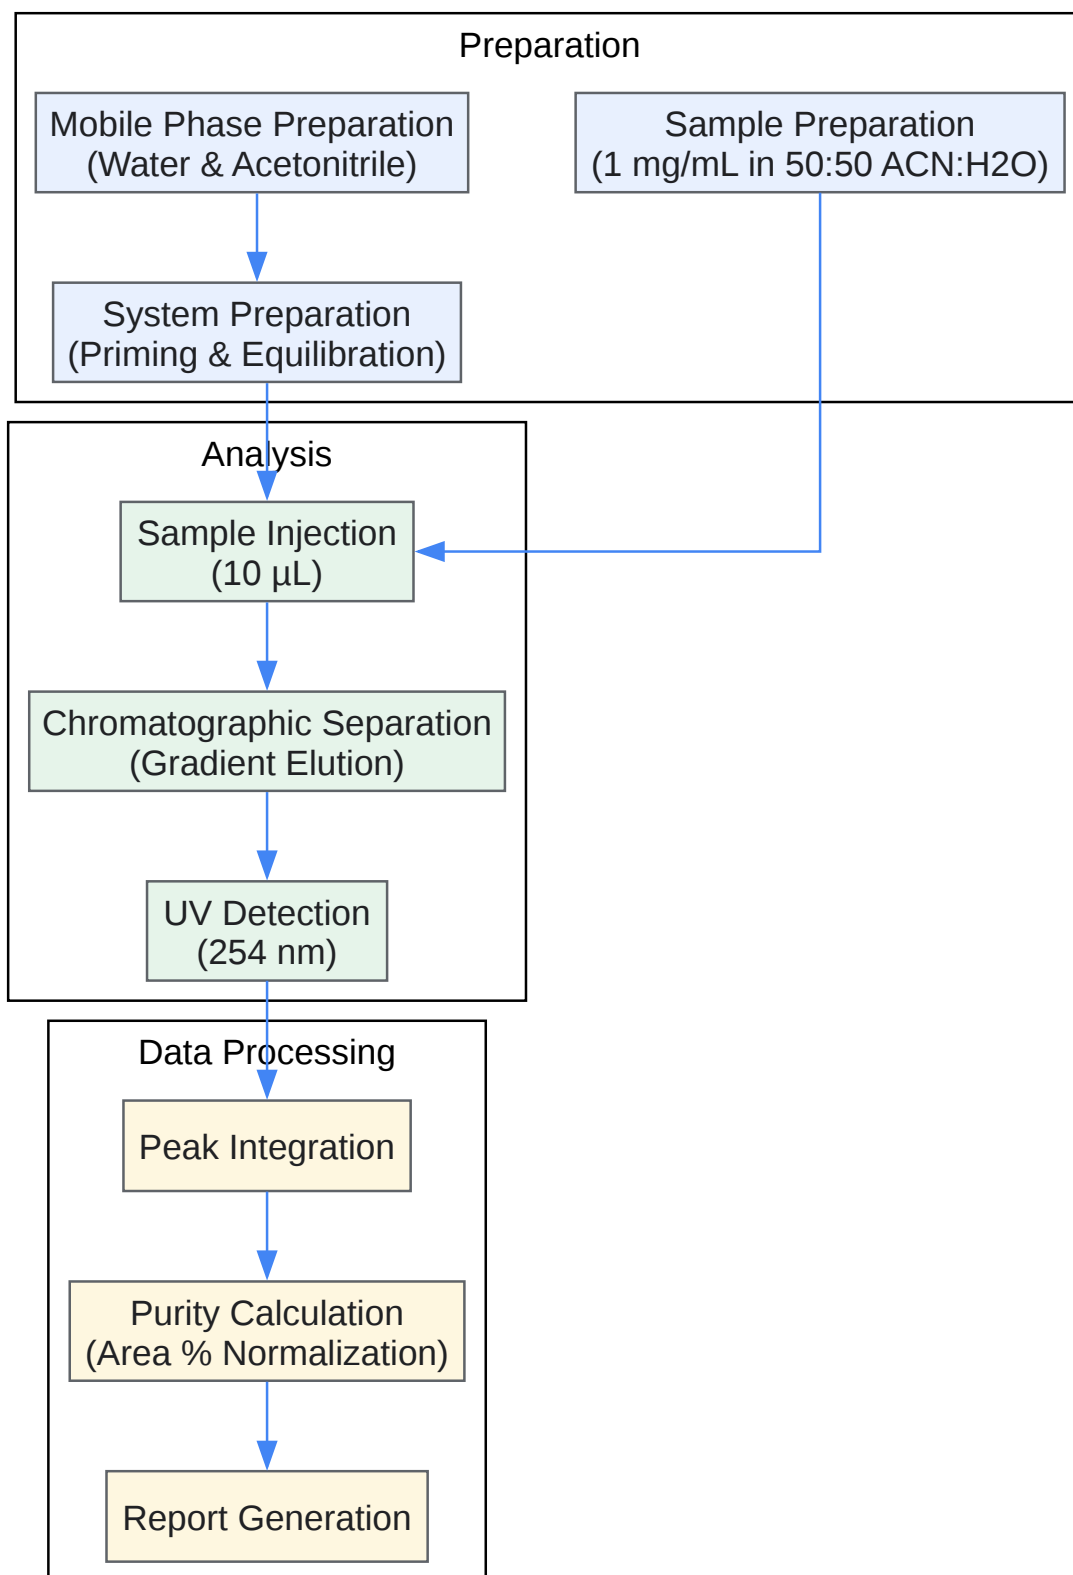 Preparation
Mobile Phase Preparation
(Water & Acetonitrile)
Sample Preparation
(1 mg/mL in 50:50 ACN:H2O)
System Preparation
(Priming & Equilibration)
Analysis
Sample Injection
(10 µL)
Chromatographic Separation
(Gradient Elution)
UV Detection
(254 nm)
Data Processing
Peak Integration
Purity Calculation
(Area % Normalization)
Report Generation